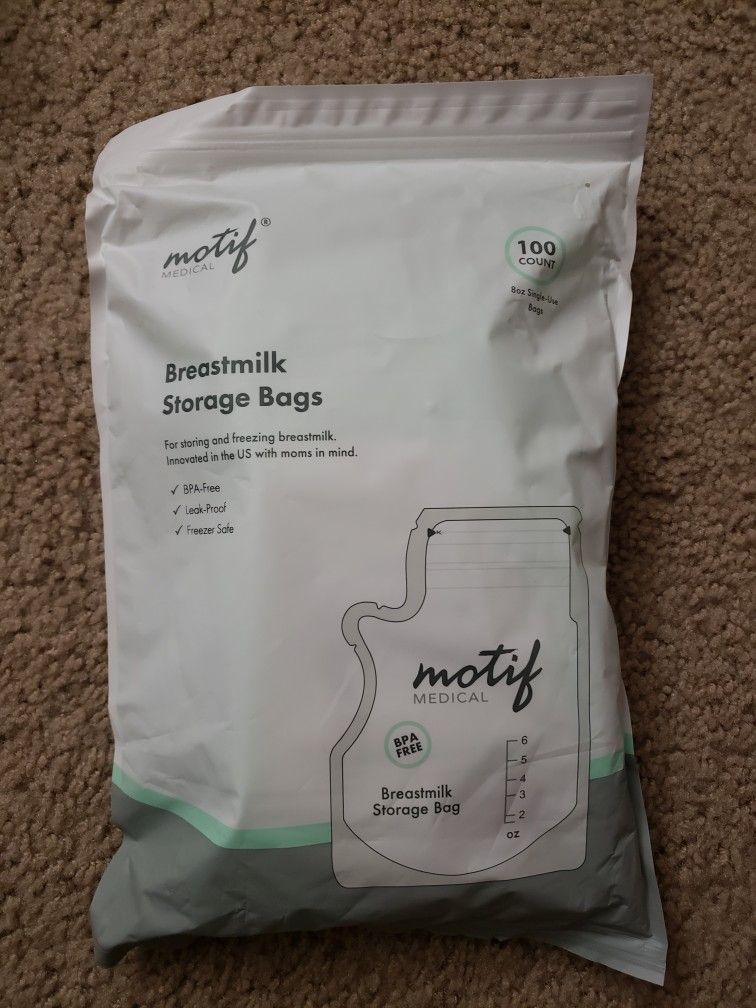 motif®
MEDICAL
100
COUNT
8oz Single-Use
Bags
Breastmilk
Storage Bags
For storing and freezing breastmilk.
Innovated in the US with moms in mind.
✓ BPA-Free
✓ Leak-Proof
✓ Freezer Safe
motif
MEDICAL
BPA
FREE
Breastmilk
Storage Bag
6
5
4
3
2
oz